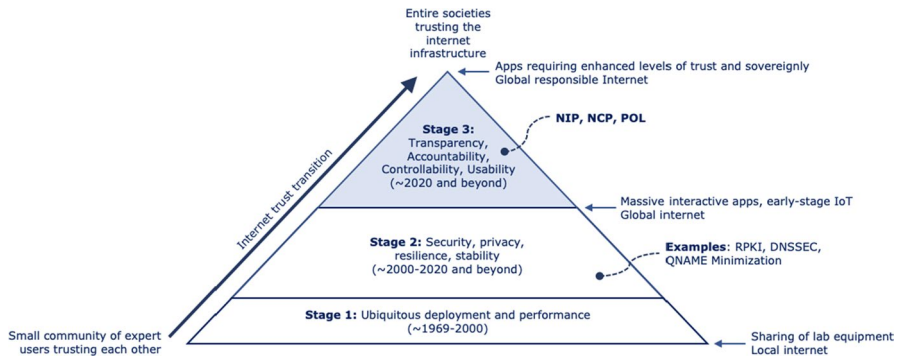 Entire societies
trusting the
internet
infrastructure
Apps requiring enhanced levels of trust and sovereignly
Global responsible Internet
NIP, NCP, POL
Stage 3:
Transparency,
Accountability,
Controllability, Usability
(~2020 and beyond)
Internet trust transition
Massive interactive apps, early-stage IoT
Global internet
Stage 2: Security, privacy,
resilience, stability
(~2000-2020 and beyond)
Examples: RPKI, DNSSEC,
QNAME Minimization
Stage 1: Ubiquitous deployment and performance
(~1969-2000)
Small community of expert
users trusting each other
Sharing of lab equipment
Local internet